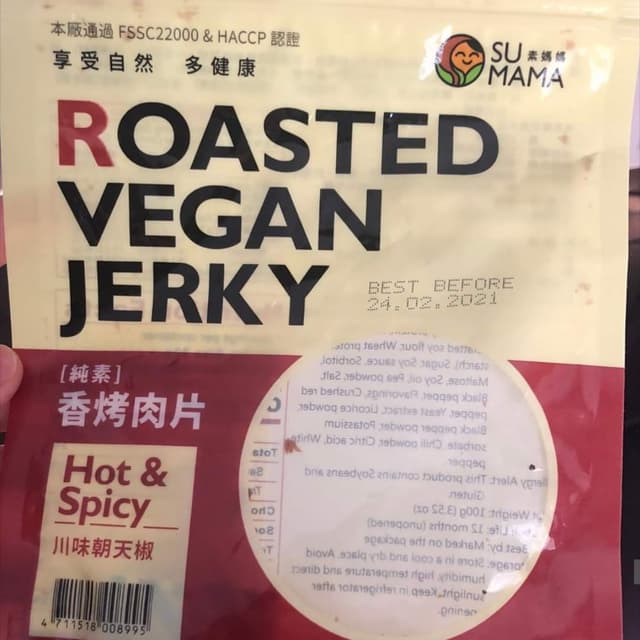 本廠通過 FSSC22000 & HACCP 認證
享受自然 多健康
SU 素媽媽
MAMA
ROASTED
VEGAN
JERKY
BEST BEFORE
24.02.2021
[純素]
香烤肉片
Hot &
Spicy
川味朝天椒
4 711518 008995
soy flour, Wheat
starch), Sugar, Soy sauce, Sorbitol,
Maltose, Soy oil, Pea powder, Salt,
Black pepper, Flavorings, Crushed red
pepper, Yeast extract, Licorice powder,
Black pepper powder, Potassium
sorbate, Chili powder, Citric acid, White
pepper
Alert: This product contains Soybeans and
Gluten
Weight: 100g (3.52 oz)
Life: 12 months (unopened)
Best by: Marked on the package
Store in a cool and dry place. Avoid
humidity, high temperature and direct
sunlight. Keep in refrigerator after